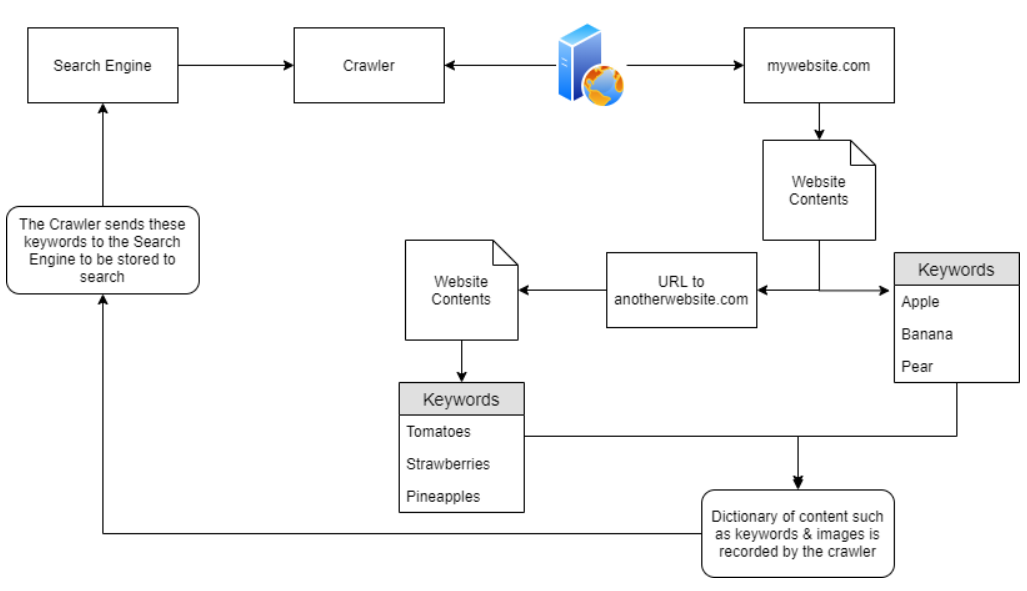 Search Engine
Crawler
mywebsite.com
Website
Contents
The Crawler sends these
keywords to the Search
Engine to be stored to
search
Website
Contents
URL to
anotherwebsite.com
Keywords
Apple
Banana
Pear
Keywords
Tomatoes
Strawberries
Pineapples
Dictionary of content such
as keywords & images is
recorded by the crawler